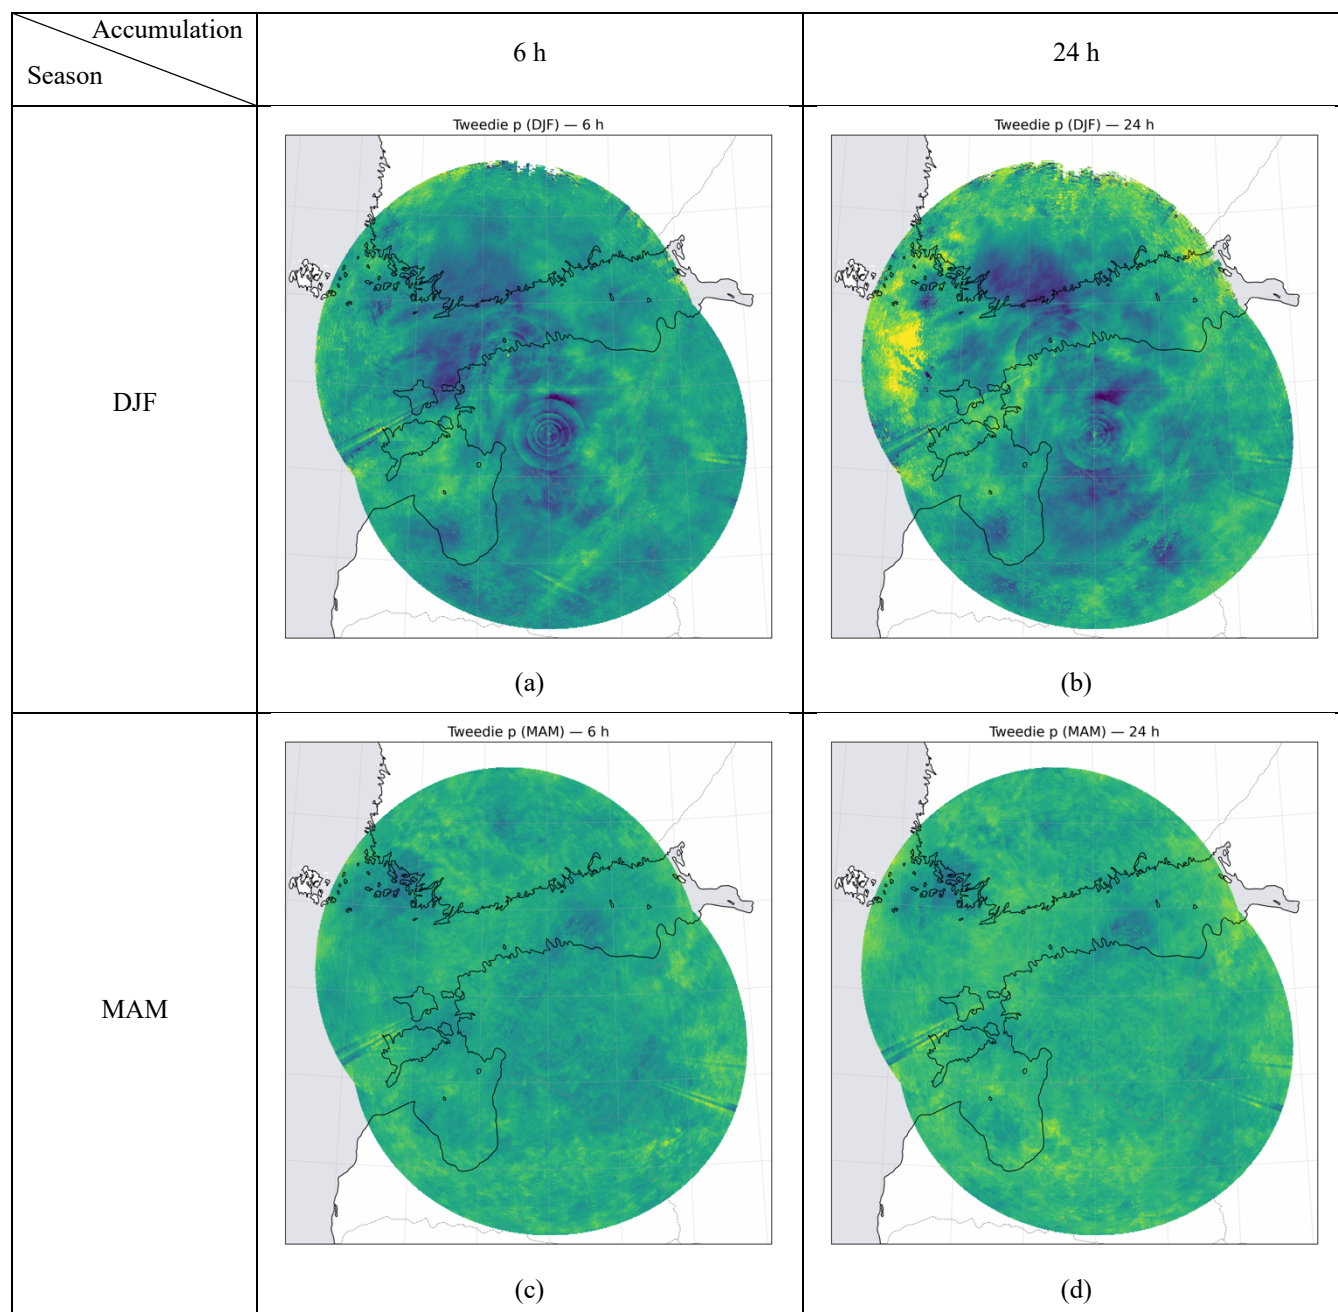 Accumulation
Season
6 h
24 h
DJF
Tweedie p (DJF) — 6 h
Tweedie p (DJF) — 24 h
(a)
(b)
MAM
Tweedie p (MAM) — 6 h
Tweedie p (MAM) — 24 h
(c)
(d)